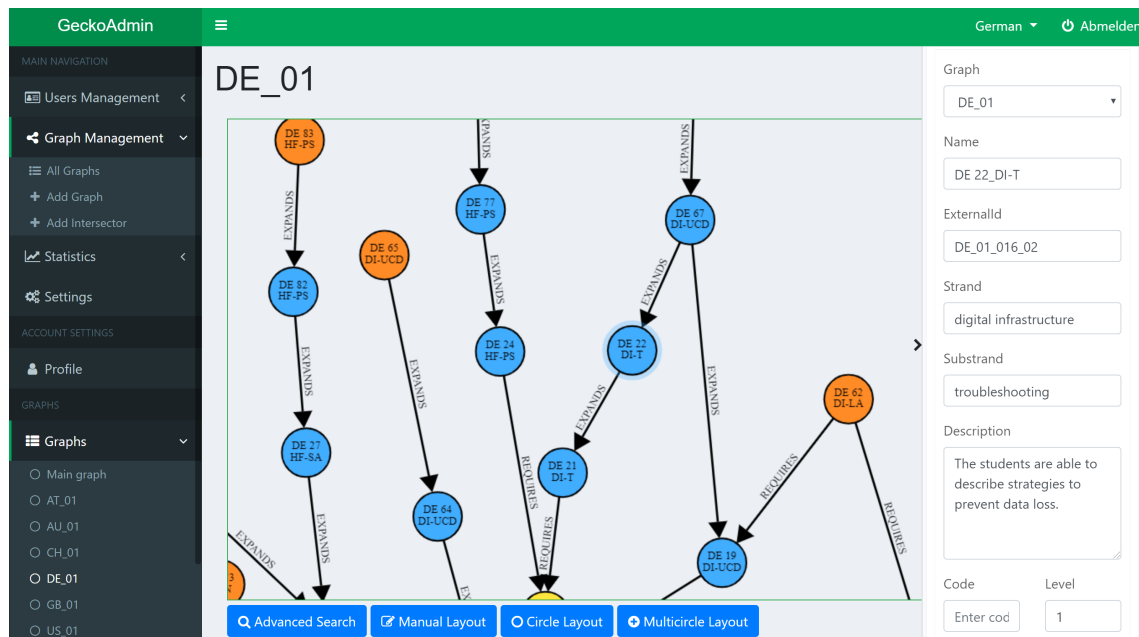 GeckoAdmin
German
Abmelden
MAIN NAVIGATION
Users Management
Graph Management
All Graphs
Add Graph
Add Intersector
Statistics
Settings
ACCOUNT SETTINGS
Profile
GRAPHS
Graphs
Main graph
AT_01
AU_01
CH_01
DE_01
GB_01
US_01
DE_01
DE 83
HF-PS
EXPANDS
EXPANDS
EXPANDS
DE 77
HF-PS
DE 67
DI-UCD
DE 65
DI-UCD
DE 82
HF-PS
EXPANDS
EXPANDS
DE 24
HF-PS
DE 22
DI-T
EXPANDS
EXPANDS
EXPANDS
EXPANDS
DE 62
DI-LA
DE 27
HF-SA
DE 21
DI-T
REQUIRES
REQUIRES
DE 64
DI-UCD
EXPANDS
REQUIRES
REQUIRES
EXPANDS
DE 19
DI-UCD
Advanced Search
Manual Layout
Circle Layout
Multicircle Layout
Graph
DE_01
Name
DE 22_DI-T
ExternalId
DE_01_016_02
Strand
digital infrastructure
Substrand
troubleshooting
Description
The students are able to
describe strategies to
prevent data loss.
Code
Level
Enter cod
1